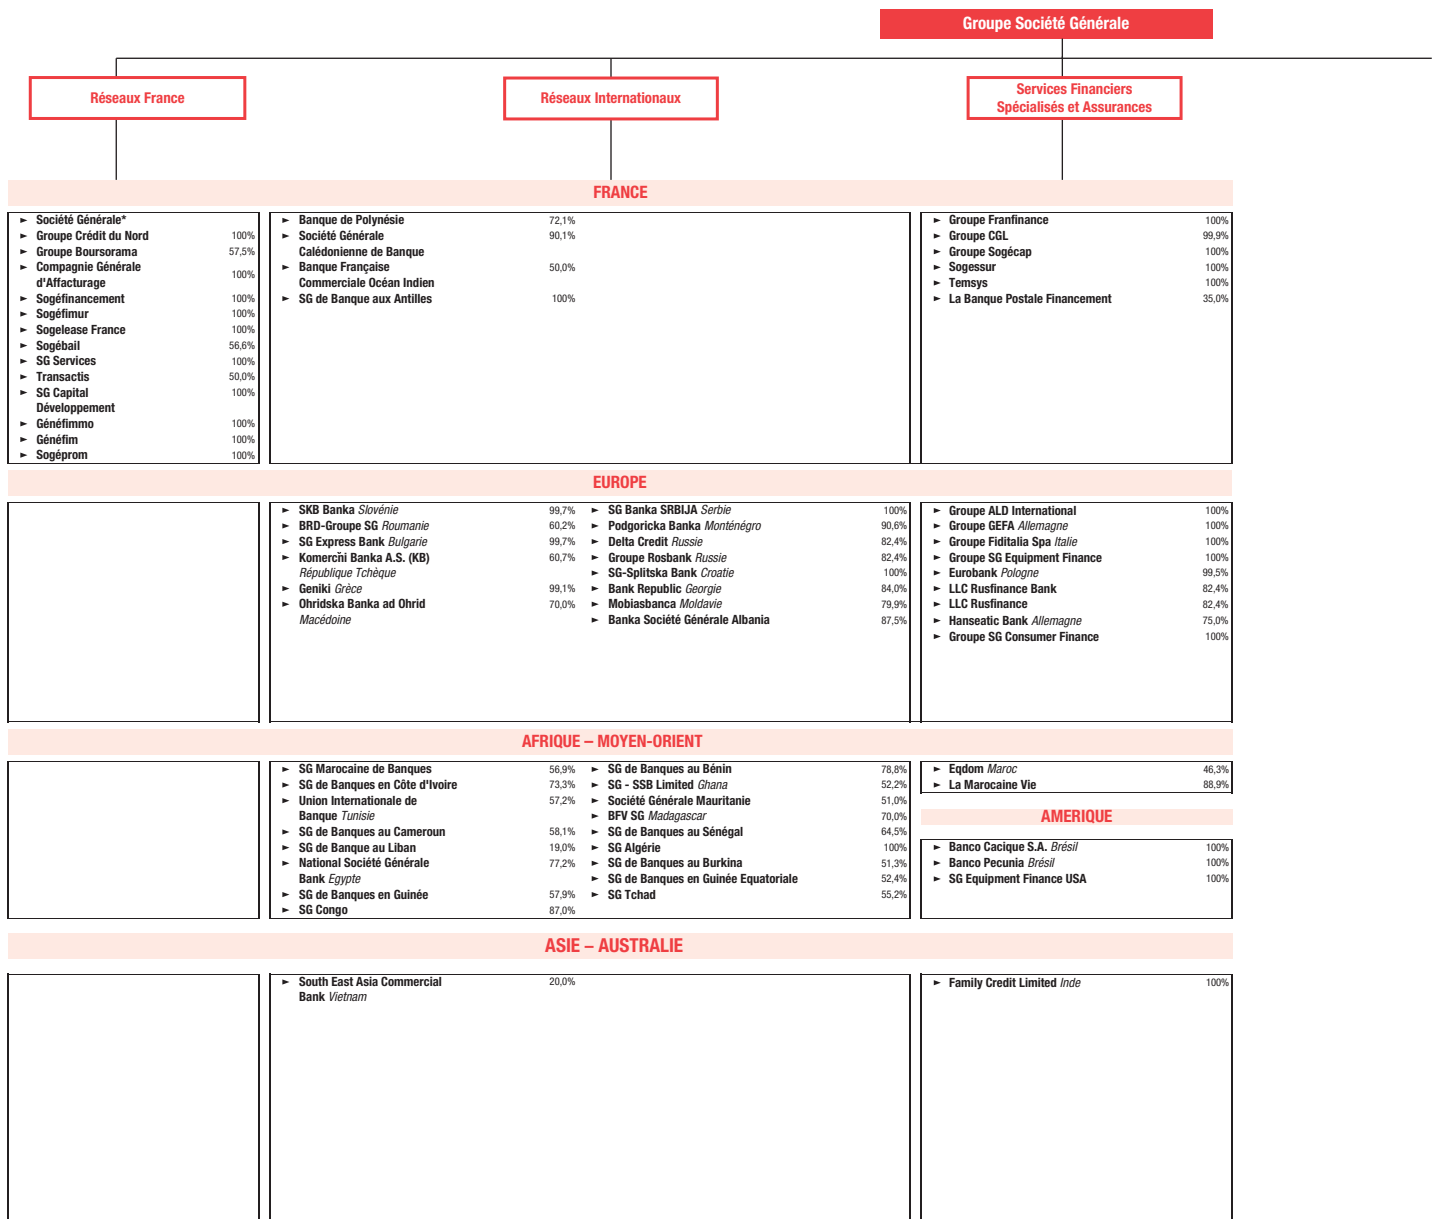 Groupe Société Générale
Réseaux France
Réseaux Internationaux
Services Financiers
Spécialisés et Assurances
FRANCE
► Société Générale*
► Groupe Crédit du Nord 100%
► Groupe Boursorama 57,5%
► Compagnie Générale
d'Affacturage 100%
► Sogéfinancement 100%
► Sogéfimur 100%
► Sogelease France 100%
► Sogébail 56,6%
► SG Services 100%
► Transactis 50,0%
► SG Capital 100%
Développement
► Généfimmo 100%
► Généfim 100%
► Sogéprom 100%
► Banque de Polynésie 72,1%
► Société Générale 90,1%
Calédonienne de Banque
► Banque Française 50,0%
Commerciale Océan Indien
► SG de Banque aux Antilles 100%
► Groupe Franfinance 100%
► Groupe CGL 99,9%
► Groupe Sogécap 100%
► Sogessur 100%
► Temsys 100%
► La Banque Postale Financement 35,0%
EUROPE
► SKB Banka Slovénie 99,7%
► BRD-Groupe SG Roumanie 60,2%
► SG Express Bank Bulgarie 99,7%
► Komerc̆ni Banka A.S. (KB) 60,7%
République Tchèque
► Geniki Grèce 99,1%
► Ohridska Banka ad Ohrid 70,0%
Macédoine
► SG Banka SRBIJA Serbie 100%
► Podgoricka Banka Monténégro 90,6%
► Delta Credit Russie 82,4%
► Groupe Rosbank Russie 82,4%
► SG-Splitska Bank Croatie 100%
► Bank Republic Georgie 84,0%
► Mobiasbanca Moldavie 79,9%
► Banka Société Générale Albania 87,5%
► Groupe ALD International 100%
► Groupe GEFA Allemagne 100%
► Groupe Fiditalia Spa Italie 100%
► Groupe SG Equipment Finance 100%
► Eurobank Pologne 99,5%
► LLC Rusfinance Bank 82,4%
► LLC Rusfinance 82,4%
► Hanseatic Bank Allemagne 75,0%
► Groupe SG Consumer Finance 100%
AFRIQUE – MOYEN-ORIENT
► SG Marocaine de Banques 56,9%
► SG de Banques en Côte d'Ivoire 73,3%
► Union Internationale de 57,2%
Banque Tunisie
► SG de Banques au Cameroun 58,1%
► SG de Banque au Liban 19,0%
► National Société Générale 77,2%
Bank Egypte
► SG de Banques en Guinée 57,9%
► SG Congo 87,0%
► SG de Banques au Bénin 78,8%
► SG - SSB Limited Ghana 52,2%
► Société Générale Mauritanie 51,0%
► BFV SG Madagascar 70,0%
► SG de Banques au Sénégal 64,5%
► SG Algérie 100%
► SG de Banques au Burkina 51,3%
► SG de Banques en Guinée Equatoriale 52,4%
► SG Tchad 55,2%
► Eqdom Maroc 46,3%
► La Marocaine Vie 88,9%
AMERIQUE
► Banco Cacique S.A. Brésil 100%
► Banco Pecunia Brésil 100%
► SG Equipment Finance USA 100%
ASIE – AUSTRALIE
► South East Asia Commercial 20,0%
Bank Vietnam
► Family Credit Limited Inde 100%